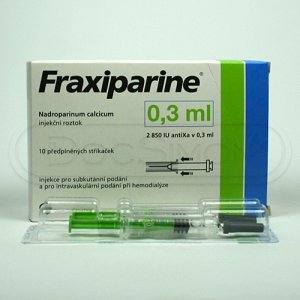 Fraxiparine®
Nadroparinum calcicum
injekční roztok
0,3 ml
2 850 IU antiXa v 0,3 ml
10 předplněných stříkaček
injekce pro subkutánní podání
a pro intravaskulární podání při hemodialýze